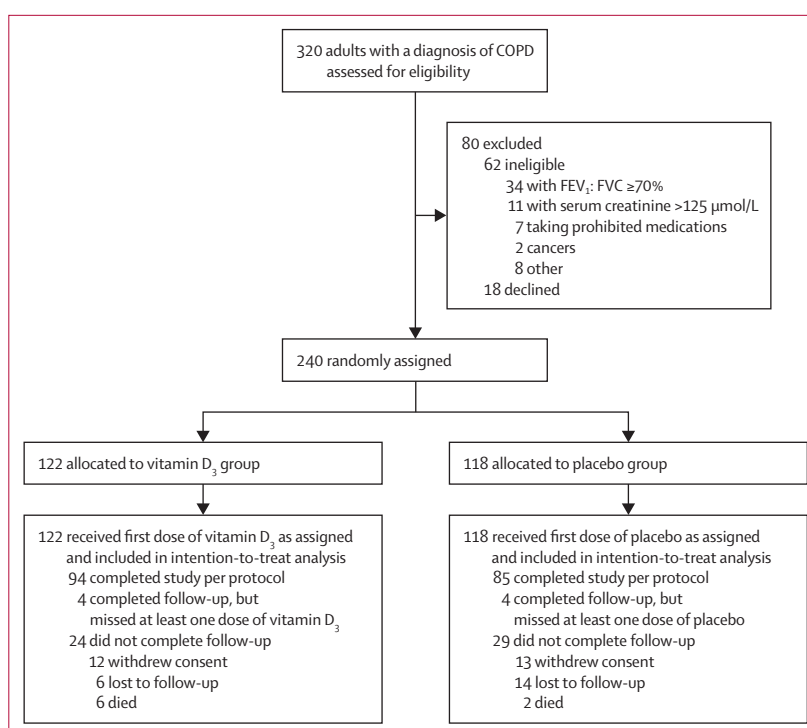 320 adults with a diagnosis of COPD
assessed for eligibility
80 excluded
62 ineligible
34 with FEV₁: FVC ≥70%
11 with serum creatinine >125 μmol/L
7 taking prohibited medications
2 cancers
8 other
18 declined
240 randomly assigned
122 allocated to vitamin D₃ group
118 allocated to placebo group
122 received first dose of vitamin D₃ as assigned
and included in intention-to-treat analysis
94 completed study per protocol
4 completed follow-up, but
missed at least one dose of vitamin D₃
24 did not complete follow-up
12 withdrew consent
6 lost to follow-up
6 died
118 received first dose of placebo as assigned
and included in intention-to-treat analysis
85 completed study per protocol
4 completed follow-up, but
missed at least one dose of placebo
29 did not complete follow-up
13 withdrew consent
14 lost to follow-up
2 died